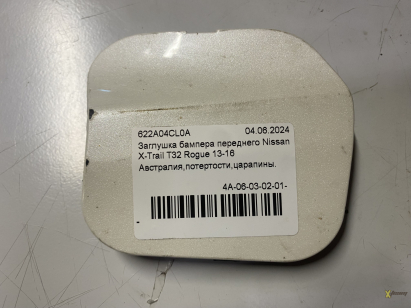 622A04CL0A 04.06.2024
Заглушка бампера переднего Nissan
X-Trail T32 Rogue 13-16
Австралия,потертости,царапины.
4A-06-03-02-01-